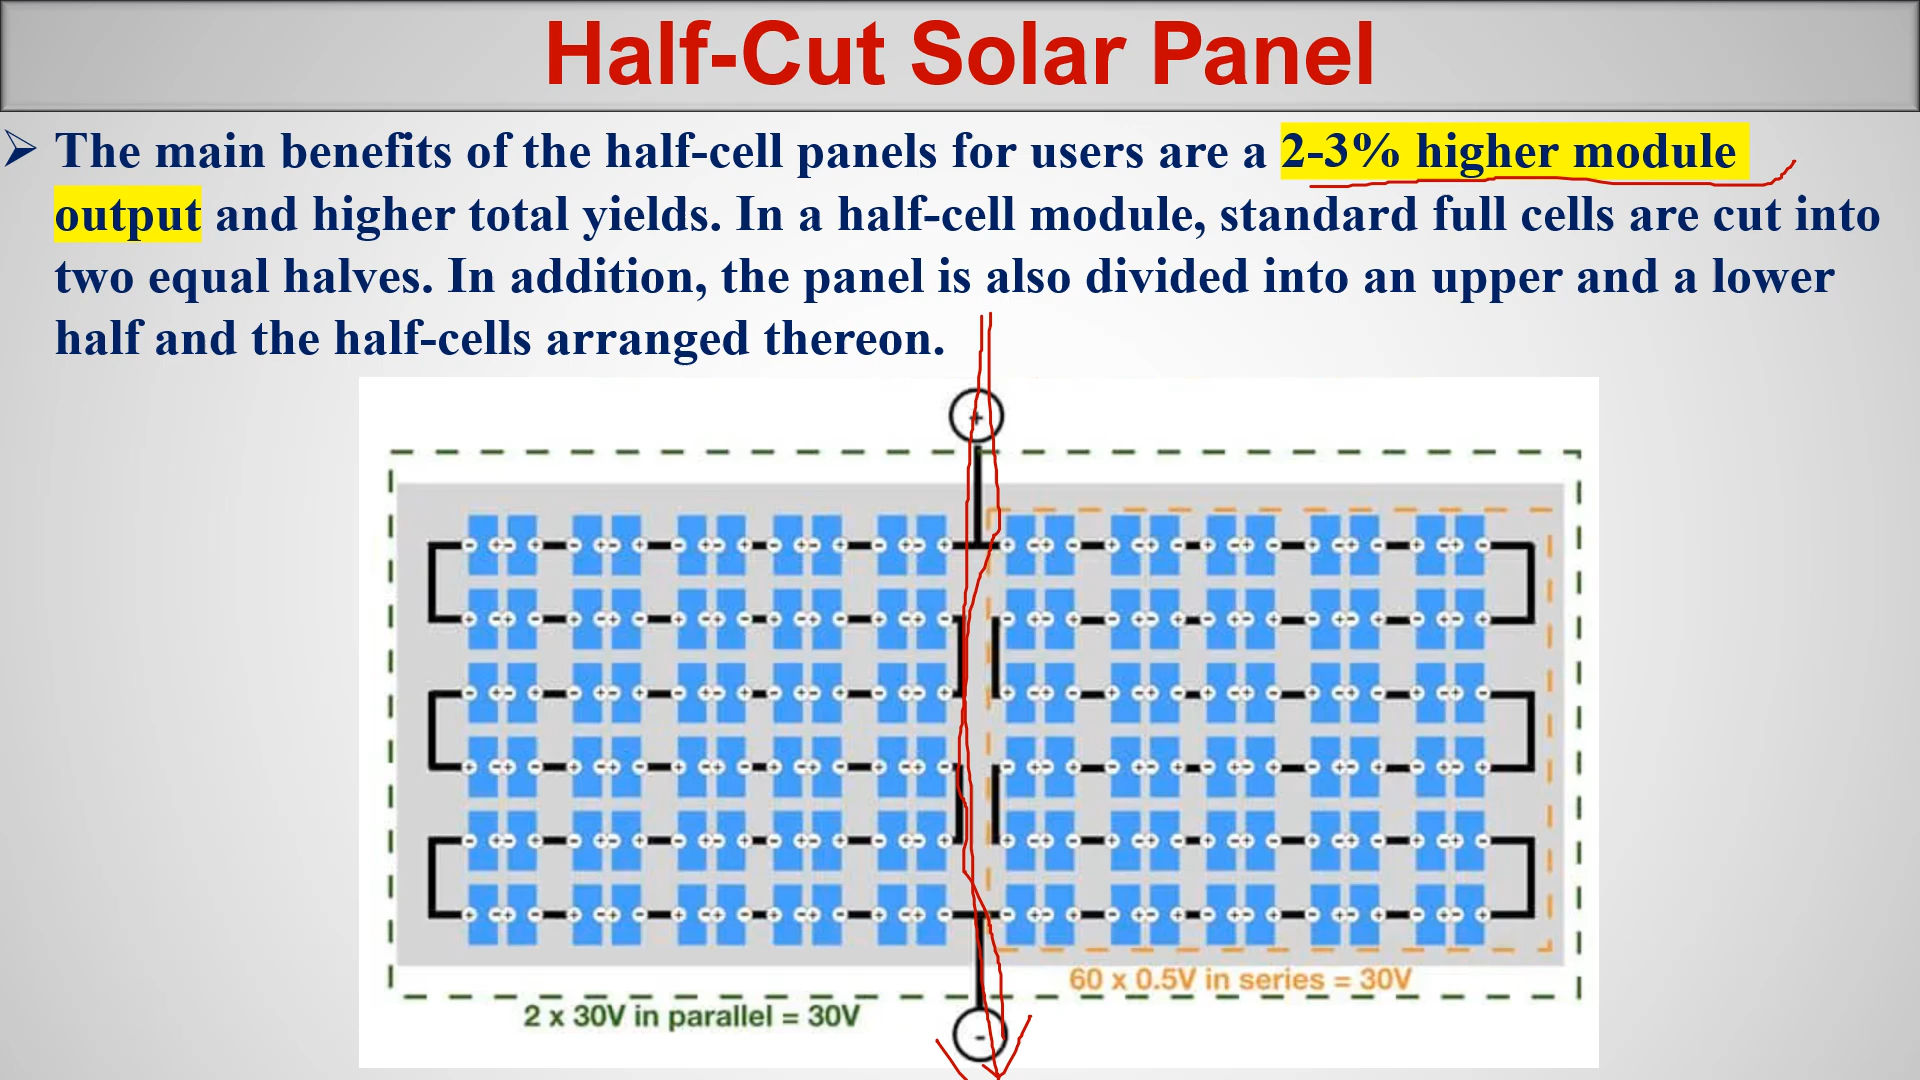 Half-Cut Solar Panel
➢ The main benefits of the half-cell panels for users are a 2-3% higher module
output and higher total yields. In a half-cell module, standard full cells are cut into
two equal halves. In addition, the panel is also divided into an upper and a lower
half and the half-cells arranged thereon.
+
60 x 0.5V in series = 30V
2 x 30V in parallel = 30V
-